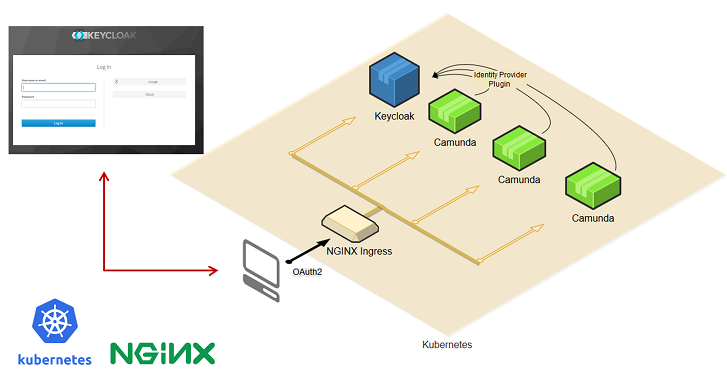 KEYCLOAK
Log In
Username or email
Password
Log In
Google
Keycloak
Identity Provider
Plugin
Camunda
Camunda
Camunda
NGINX Ingress
OAuth2
Kubernetes
kubernetes
NGINX